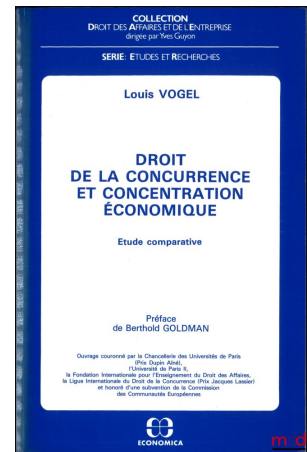 COLLECTION
DROIT DES AFFAIRES ET DE L'ENTREPRISE
dirigée par Yves Guyon
SERIE: ETUDES ET RECHERCHES
Louis VOGEL
DROIT
DE LA CONCURRENCE
ET CONCENTRATION
ÉCONOMIQUE
Etude comparative
Préface
de Berthold GOLDMAN
Ouvrage couronné par la Chancellerie des Universités de Paris
(Prix Dupin Aîné),
l'Université de Paris II,
la Fondation Internationale pour l'Enseignement du Droit des Affaires,
la Ligue Internationale du Droit de la Concurrence (Prix Jacques Lassier)
et honoré d'une subvention de la Commission
des Communautés Européennes
ECONOMICA
m d